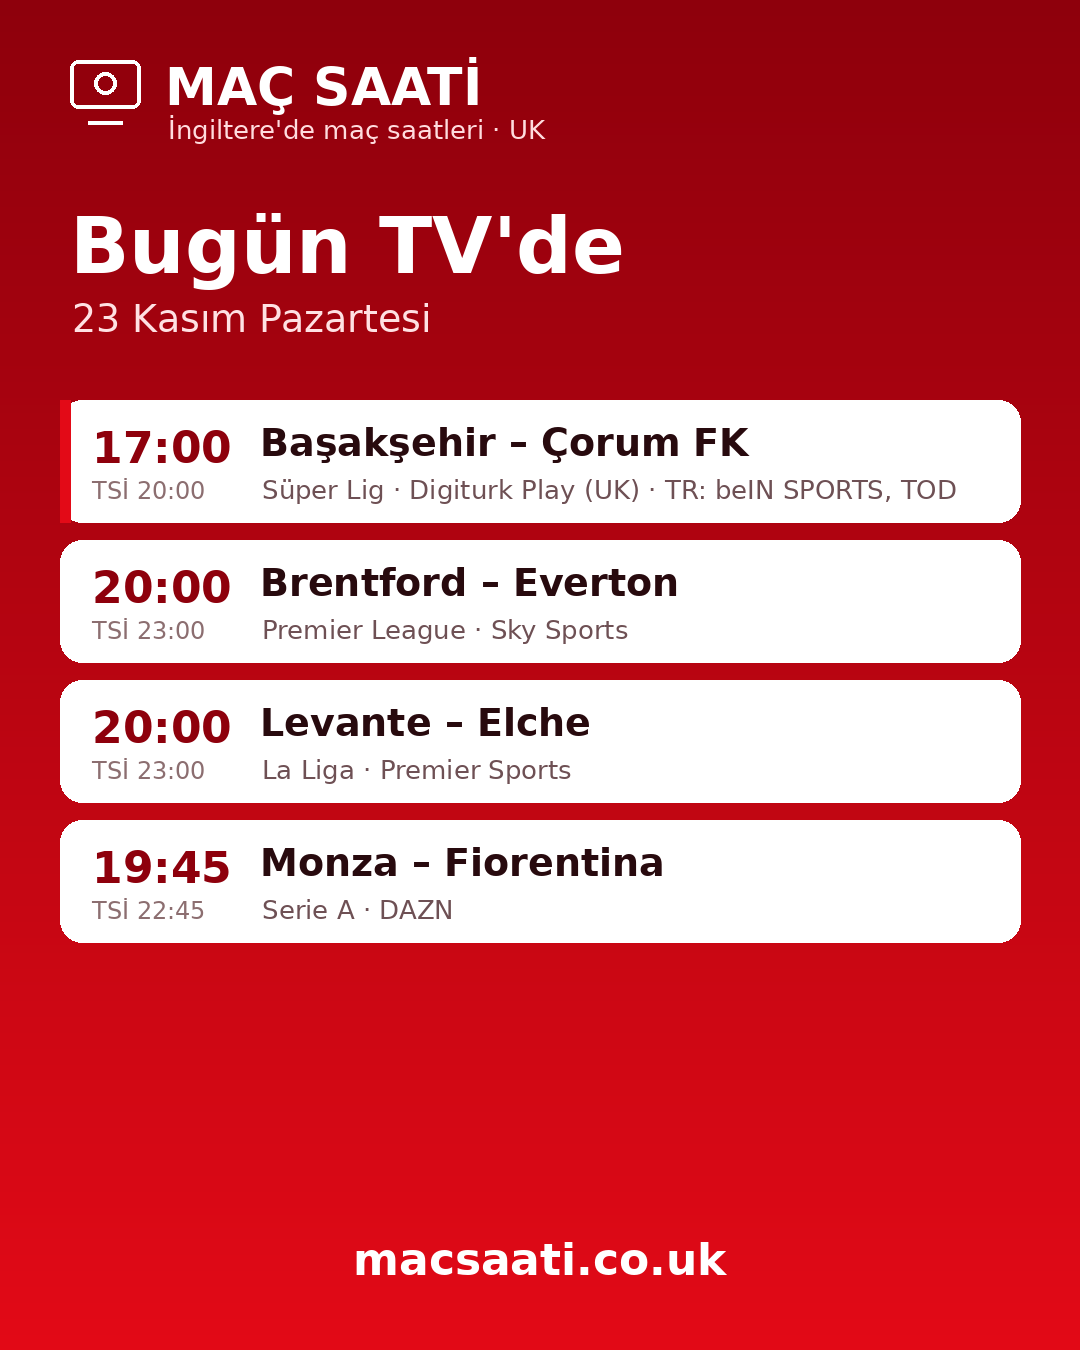 MAÇ SAATİ
İngiltere'de maç saatleri · UK
Bugün TV'de
23 Kasım Pazartesi
17:00 Başakşehir – Çorum FK
TSİ 20:00 Süper Lig · Digiturk Play (UK) · TR: beIN SPORTS, TOD
20:00 Brentford – Everton
TSİ 23:00 Premier League · Sky Sports
20:00 Levante – Elche
TSİ 23:00 La Liga · Premier Sports
19:45 Monza – Fiorentina
TSİ 22:45 Serie A · DAZN
macsaati.co.uk